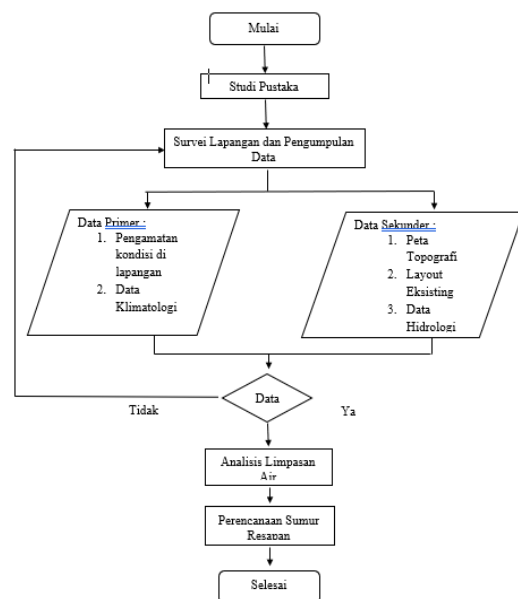 Mulai
Studi Pustaka
Survei Lapangan dan Pengumpulan
Data
Data Primer :
1. Pengamatan
kondisi di
lapangan
2. Data
Klimatologi
Data Sekunder :
1. Peta
Topografi
2. Layout
Eksisting
3. Data
Hidrologi
Data
Tidak
Ya
Analisis Limpasan
Air
Perencanaan Sumur
Resapan
Selesai